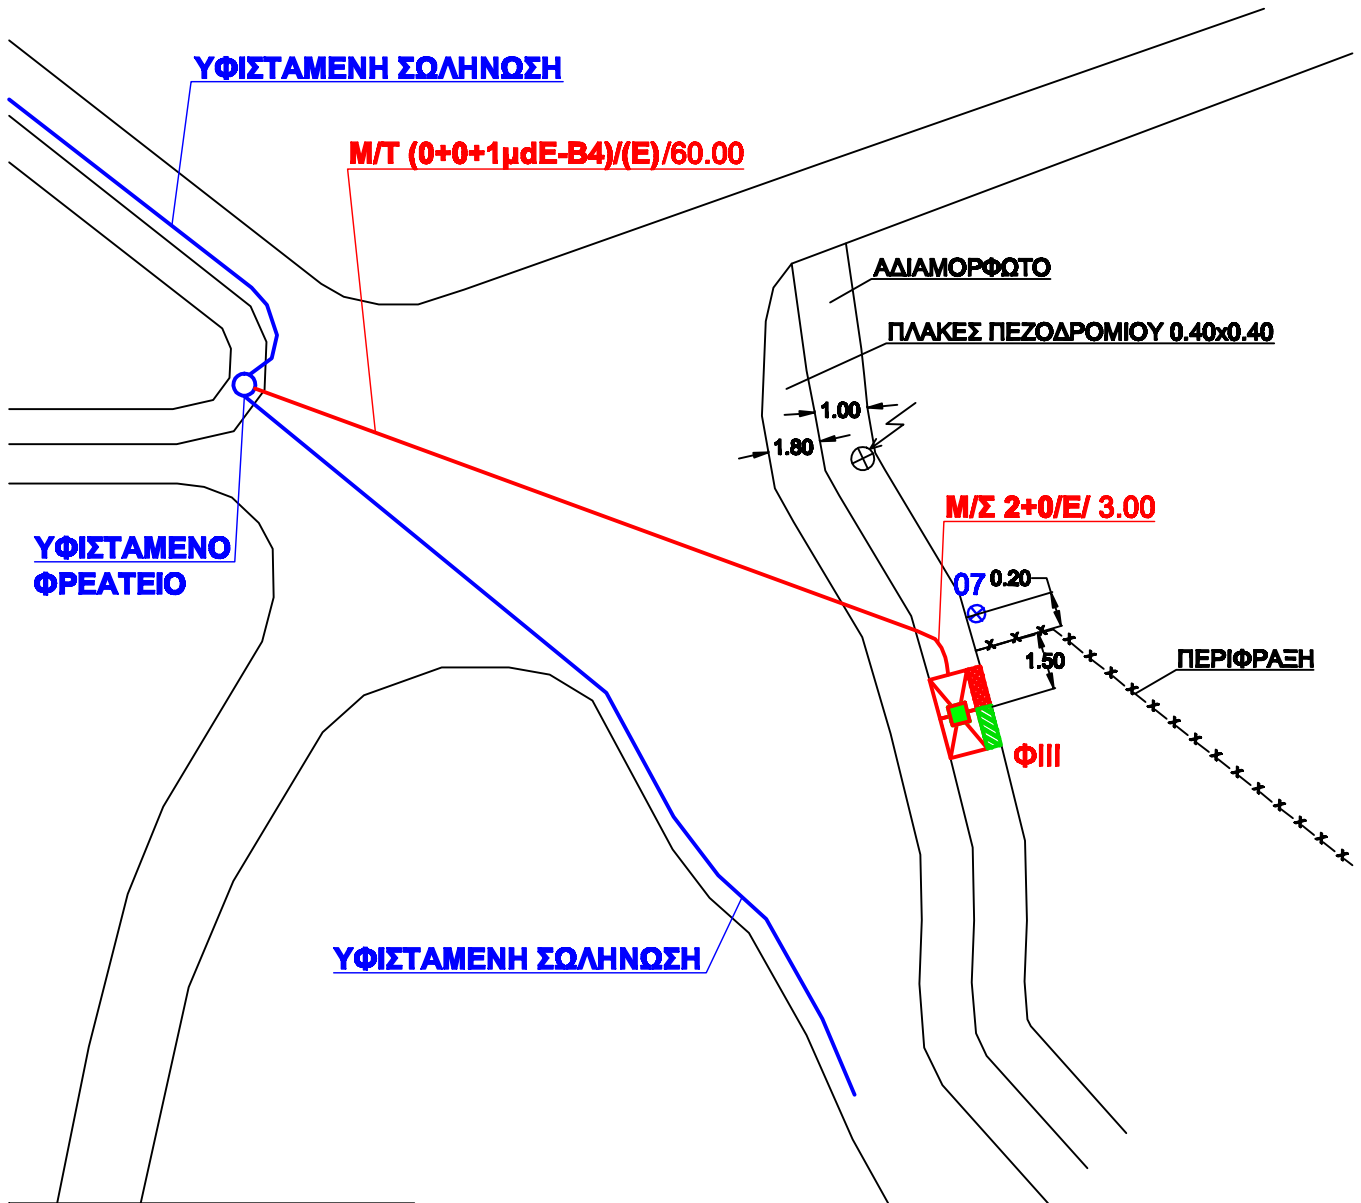 ΥΦΙΣΤΑΜΕΝΗ ΣΩΛΗΝΩΣΗ
Μ/Τ (0+0+1μdE-B4)/(E)/60.00
ΑΔΙΑΜΟΡΦΩΤΟ
ΠΛΑΚΕΣ ΠΕΖΟΔΡΟΜΙΟΥ 0.40x0.40
1.00
1.80
Μ/Σ 2+0/Ε/ 3.00
ΥΦΙΣΤΑΜΕΝΟ
ΦΡΕΑΤΕΙΟ
07
0.20
1.50
ΠΕΡΙΦΡΑΞΗ
ΦΙΙΙ
ΥΦΙΣΤΑΜΕΝΗ ΣΩΛΗΝΩΣΗ